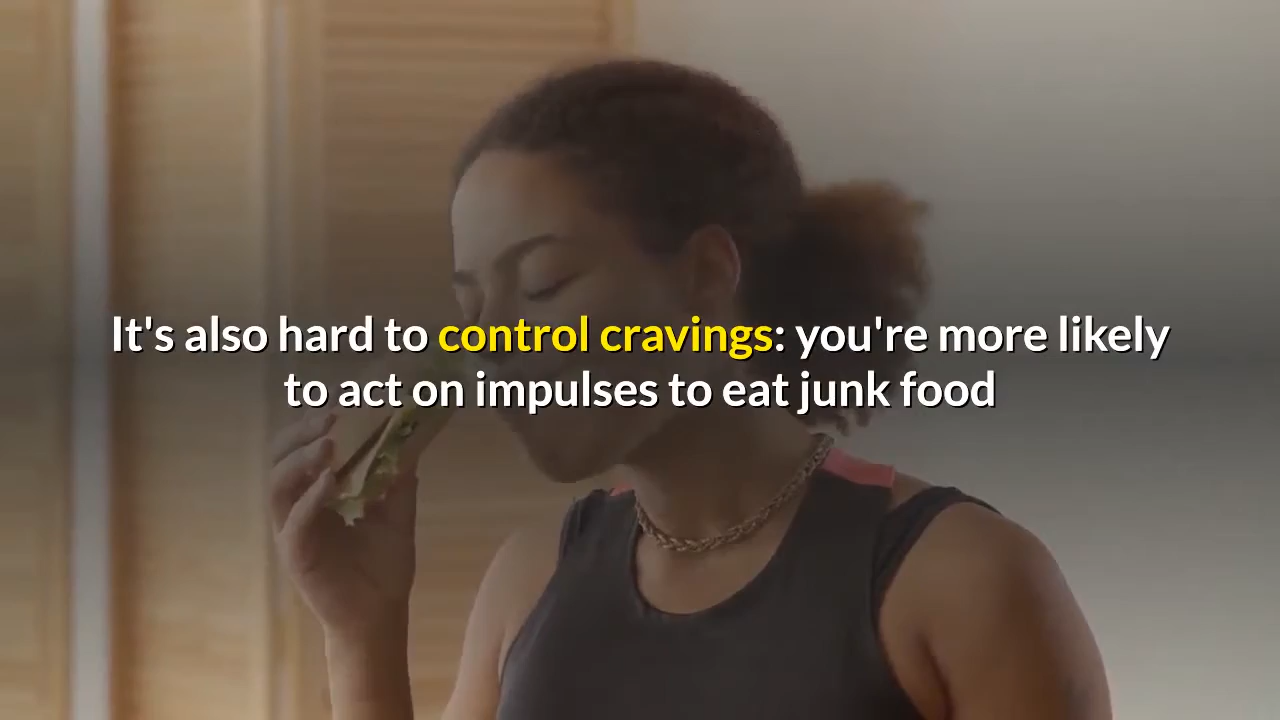 It's also hard to control cravings: you're more likely
to act on impulses to eat junk food